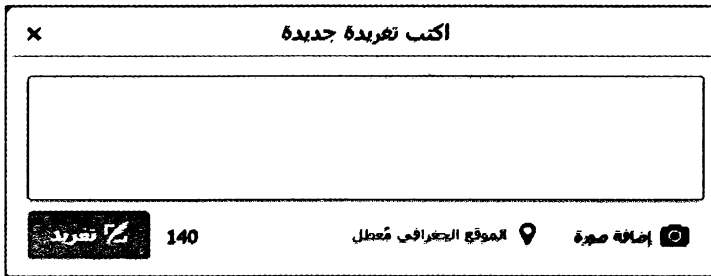 اكتب تغريدة جديدة ×
إضافة صورة الموقع الجغرافي مُعطل 140 تغريد